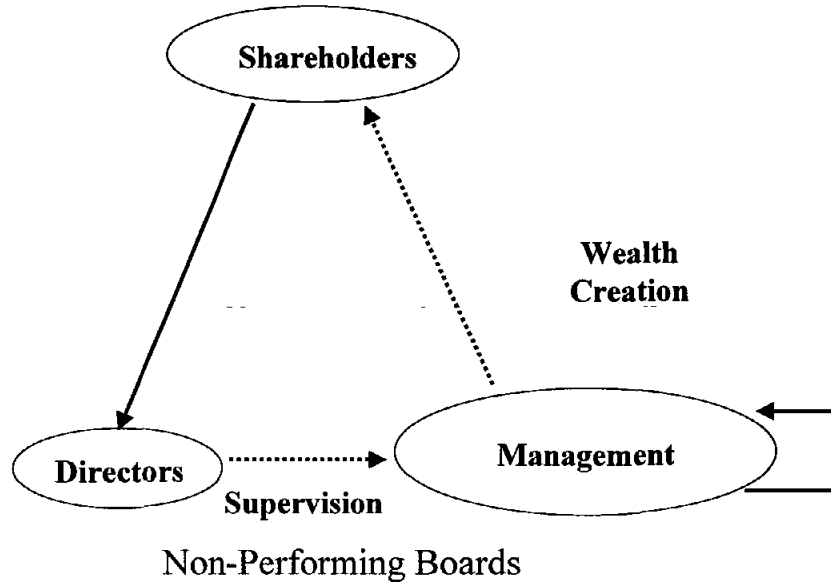 Shareholders
Wealth
Creation
Directors
Management
Supervision
Non-Performing Boards